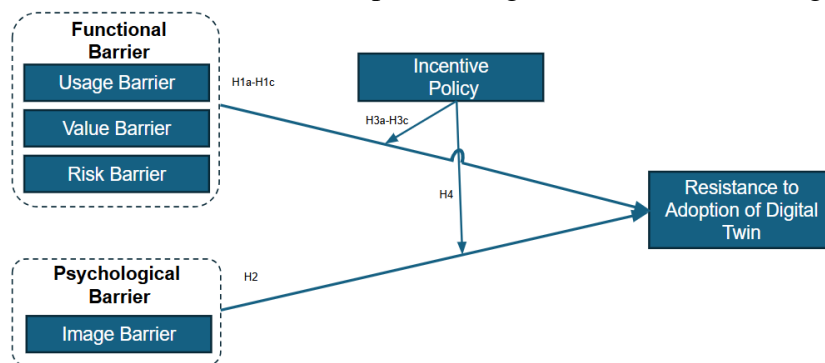 Functional
Barrier
Usage Barrier
Value Barrier
Risk Barrier
H1a-H1c
Incentive
Policy
H3a-H3c
H4
Resistance to
Adoption of Digital
Twin
Psychological
Barrier
Image Barrier
H2